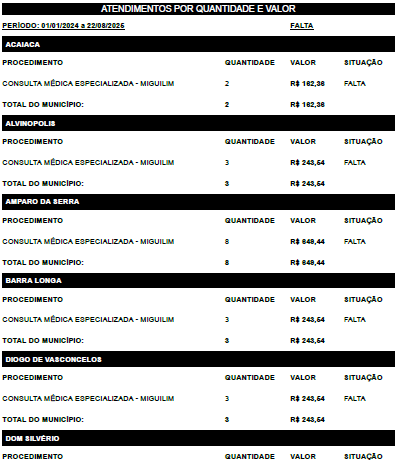 ATENDIMENTOS POR QUANTIDADE E VALOR
PERÍODO: 01/01/2024 a 22/08/2025 FALTA
ACAIACA
PROCEDIMENTO QUANTIDADE VALOR SITUAÇÃO
CONSULTA MÉDICA ESPECIALIZADA - MIGUILIM 2 R$ 162,36 FALTA
TOTAL DO MUNICÍPIO: 2 R$ 162,36
ALVINOPOLIS
PROCEDIMENTO QUANTIDADE VALOR SITUAÇÃO
CONSULTA MÉDICA ESPECIALIZADA - MIGUILIM 3 R$ 243,54 FALTA
TOTAL DO MUNICÍPIO: 3 R$ 243,54
AMPARO DA SERRA
PROCEDIMENTO QUANTIDADE VALOR SITUAÇÃO
CONSULTA MÉDICA ESPECIALIZADA - MIGUILIM 8 R$ 649,44 FALTA
TOTAL DO MUNICÍPIO: 8 R$ 649,44
BARRA LONGA
PROCEDIMENTO QUANTIDADE VALOR SITUAÇÃO
CONSULTA MÉDICA ESPECIALIZADA - MIGUILIM 3 R$ 243,54 FALTA
TOTAL DO MUNICÍPIO: 3 R$ 243,54
DIOGO DE VASCONCELOS
PROCEDIMENTO QUANTIDADE VALOR SITUAÇÃO
CONSULTA MÉDICA ESPECIALIZADA - MIGUILIM 3 R$ 243,54 FALTA
TOTAL DO MUNICÍPIO: 3 R$ 243,54
DOM SILVÉRIO
PROCEDIMENTO QUANTIDADE VALOR SITUAÇÃO